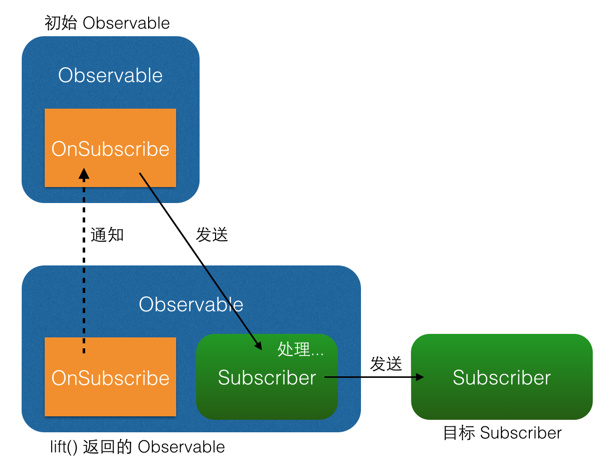 初始 Observable
Observable
OnSubscribe
通知
发送
Observable
OnSubscribe
处理...
Subscriber
发送
Subscriber
lift() 返回的 Observable
目标 Subscriber